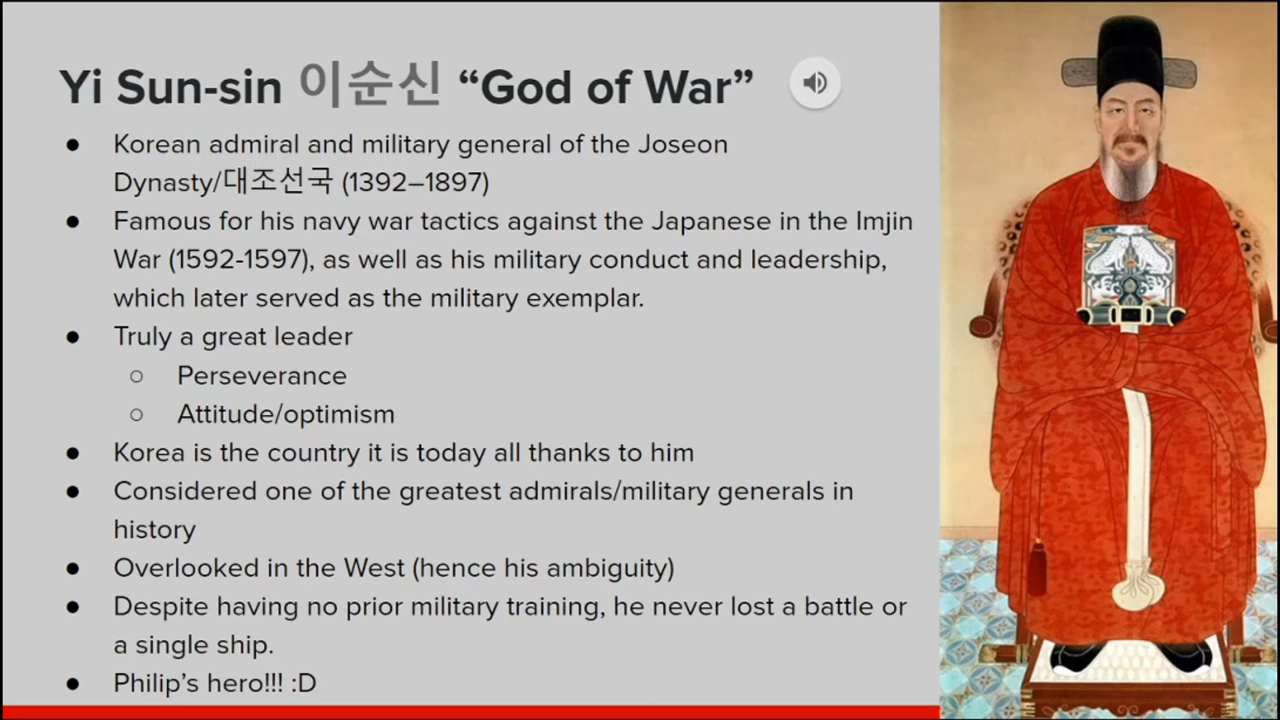 Yi Sun-sin 이순신 “God of War”
● Korean admiral and military general of the Joseon
Dynasty/대조선국 (1392–1897)
● Famous for his navy war tactics against the Japanese in the Imjin
War (1592-1597), as well as his military conduct and leadership,
which later served as the military exemplar.
● Truly a great leader
○ Perseverance
○ Attitude/optimism
● Korea is the country it is today all thanks to him
● Considered one of the greatest admirals/military generals in
history
● Overlooked in the West (hence his ambiguity)
● Despite having no prior military training, he never lost a battle or
a single ship.
● Philip’s hero!!! :D